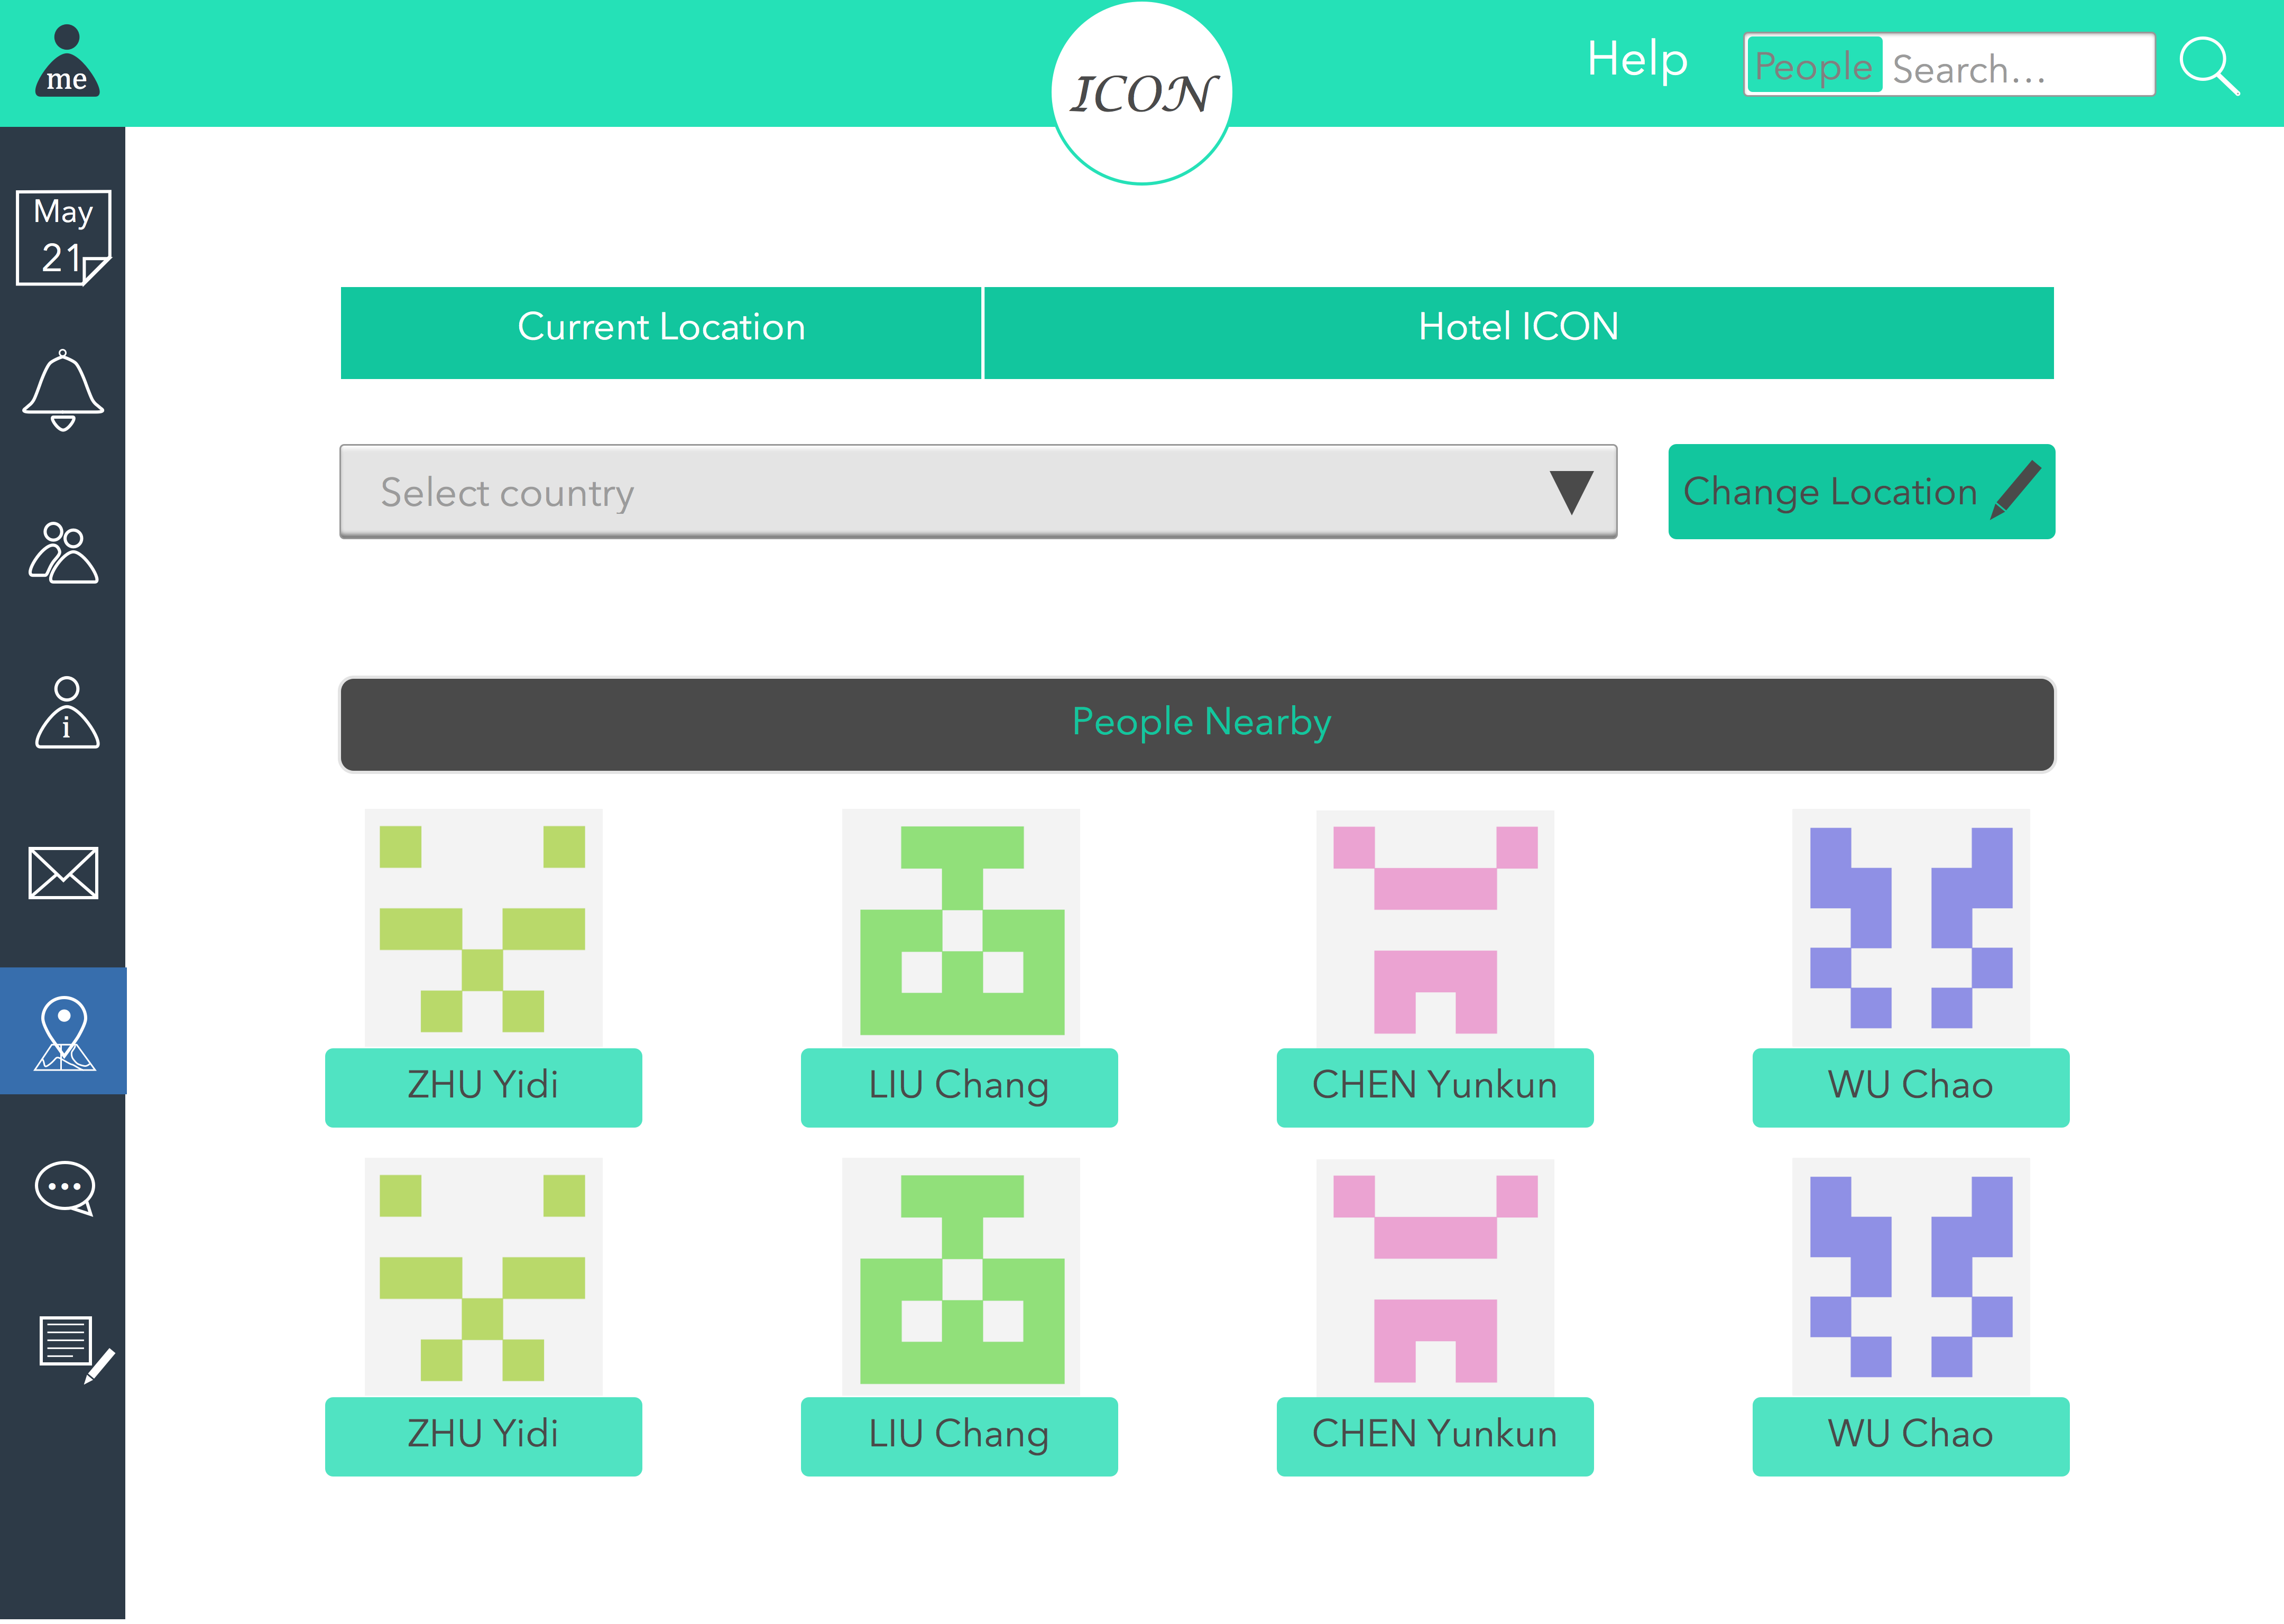 me
ICON
Help
People
Search...
May
21
Current Location
Hotel ICON
Select country
Change Location
i
People Nearby
ZHU Yidi
LIU Chang
CHEN Yunkun
WU Chao
ZHU Yidi
LIU Chang
CHEN Yunkun
WU Chao